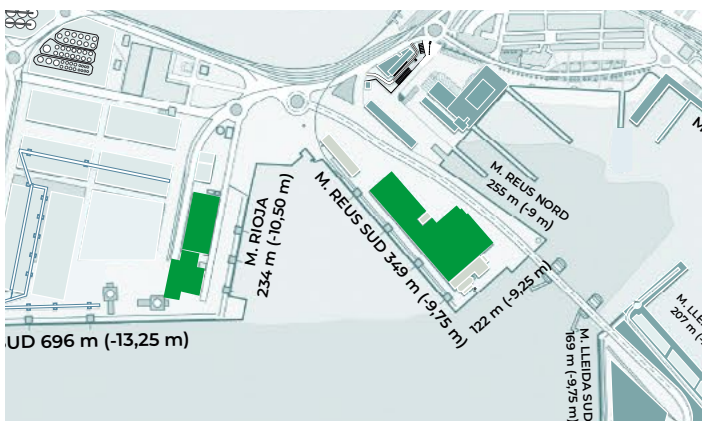 M. REUS NORD
255 m (-9 m)
M. RIOJA
234 m (-10,50 m)
M. REUS SUD 349 m (-9,75 m)
122 m (-9,25 m)
SUD 696 m (-13,25 m)
M. LLEIDA SUD
169 m (-9,75 m)
M. LLE
207 m (-
M